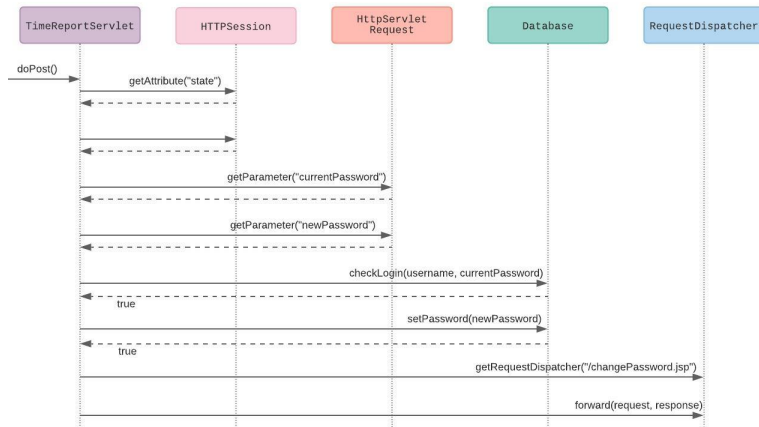 TimeReportServlet
HTTPSession
HttpServlet
Request
Database
RequestDispatcher
doPost()
getAttribute("state")
getParameter("currentPassword")
getParameter("newPassword")
checkLogin(username, currentPassword)
true
setPassword(newPassword)
true
getRequestDispatcher("/changePassword.jsp")
forward(request, response)